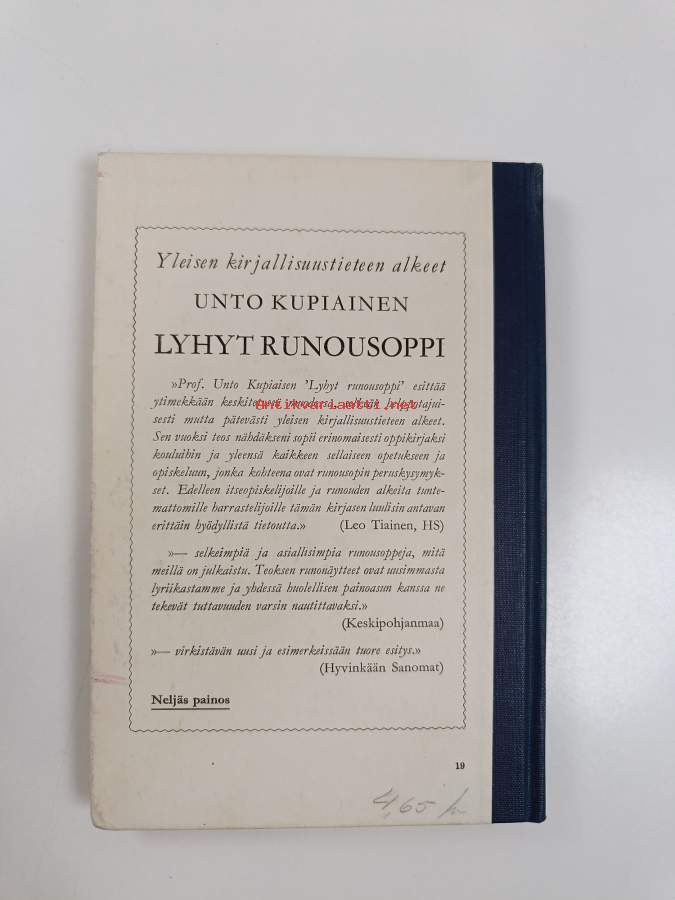 Yleisen kirjallisuustieteen alkeet
UNTO KUPIAINEN
LYHYT RUNOUSOPPI
»Prof. Unto Kupiaisen 'Lyhyt runousoppi' esittää
ytimekkään keskitetyssä muodossa
antikvariaatti.net
sesti mutta pätevästi yleisen kirjallisuustieteen alkeet.
Sen vuoksi teos nähdäkseni sopii erinomaisesti oppikirjaksi
kouluihin ja yleensä kaikkeen sellaiseen opetukseen ja
opiskeluun, jonka kohteena ovat runousopin peruskysymyk-
set. Edelleen itseopiskelijoille ja runouden alkeita tunte-
mattomille harrastelijoille tämän kirjasen luulisin antavan
erittäin hyödyllistä tietoutta.» (Leo Tiainen, HS)
»— selkeimpiä ja asiallisimpia runousoppeja, mitä
meillä on julkaistu. Teoksen runonäytteet ovat uusimmasta
lyriikastamme ja yhdessä huolellisen painoasun kanssa ne
tekevät tuttavuuden varsin nautittavaksi.»
(Keskipohjanmaa)
»— virkistävän uusi ja esimerkeissään tuore esitys.»
(Hyvinkään Sanomat)
Neljäs painos
19
4,65